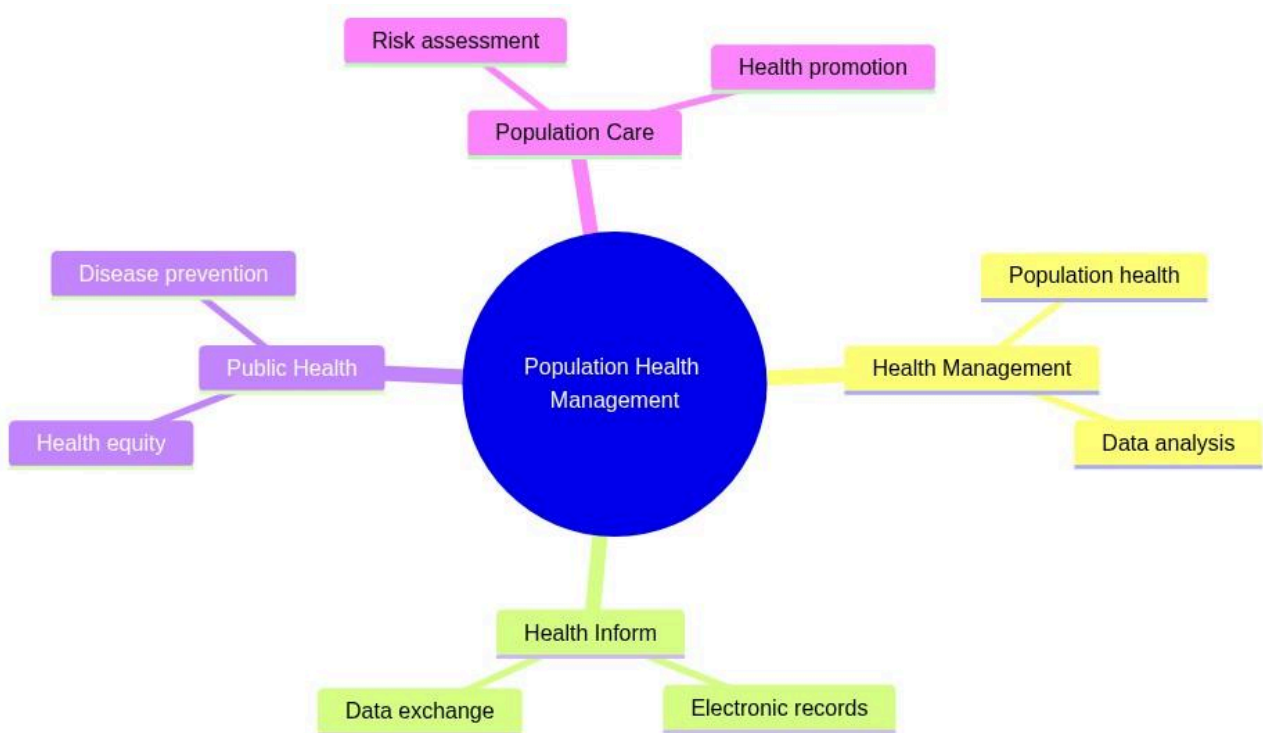 Risk assessment
Health promotion
Population Care
Disease prevention
Population health
Public Health
Population Health
Management
Health Management
Health equity
Data analysis
Health Inform
Data exchange
Electronic records